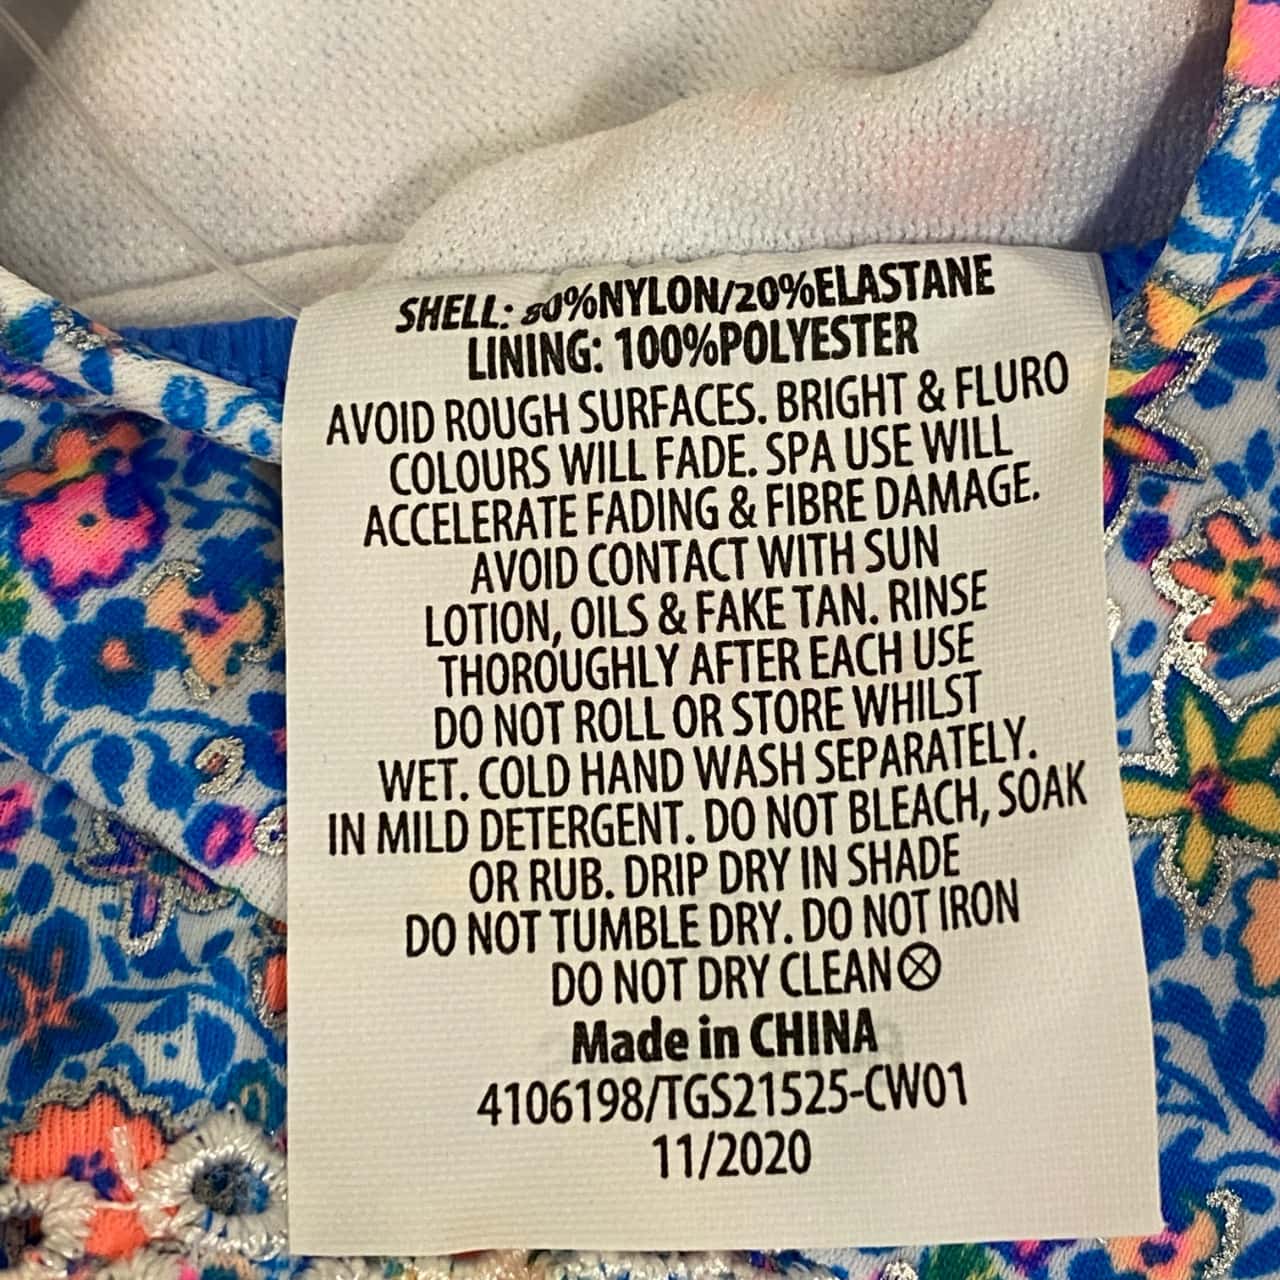 SHELL: 80%NYLON/20%ELASTANE
LINING: 100%POLYESTER
AVOID ROUGH SURFACES. BRIGHT & FLURO
COLOURS WILL FADE. SPA USE WILL
ACCELERATE FADING & FIBRE DAMAGE.
AVOID CONTACT WITH SUN
LOTION, OILS & FAKE TAN. RINSE
THOROUGHLY AFTER EACH USE
DO NOT ROLL OR STORE WHILST
WET. COLD HAND WASH SEPARATELY.
IN MILD DETERGENT. DO NOT BLEACH, SOAK
OR RUB. DRIP DRY IN SHADE
DO NOT TUMBLE DRY. DO NOT IRON
DO NOT DRY CLEAN
Made in CHINA
4106198/TGS21525-CW01
11/2020